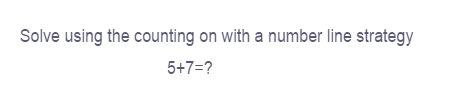 Solve using the counting on with a number line strategy
5+7=?